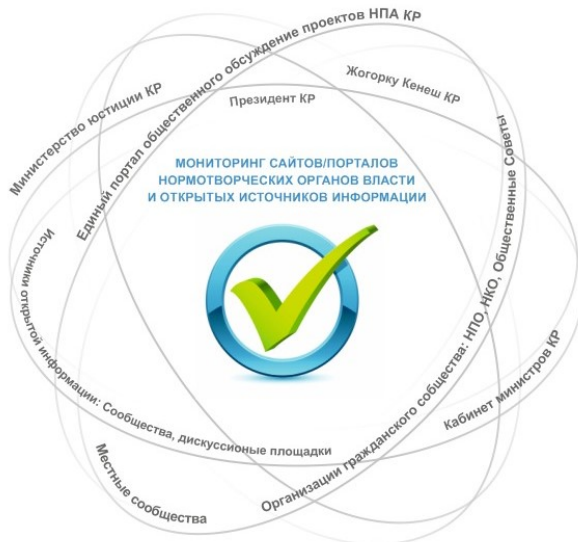 Единый портал общественного обсуждение проектов НПА КР
Министерство юстиции КР
Президент КР
Жогорку Кенеш КР
МОНИТОРИНГ САЙТОВ/ПОРТАЛОВ
НОРМОТВОРЧЕСКИХ ОРГАНОВ ВЛАСТИ
И ОТКРЫТЫХ ИСТОЧНИКОВ ИНФОРМАЦИИ
Источники открытой информации: Сообщества, дискуссионые площадки
Организации гражданского собщества: НПО, НКО, Общественные Советы
Кабинет министров КР
Местные сообщества